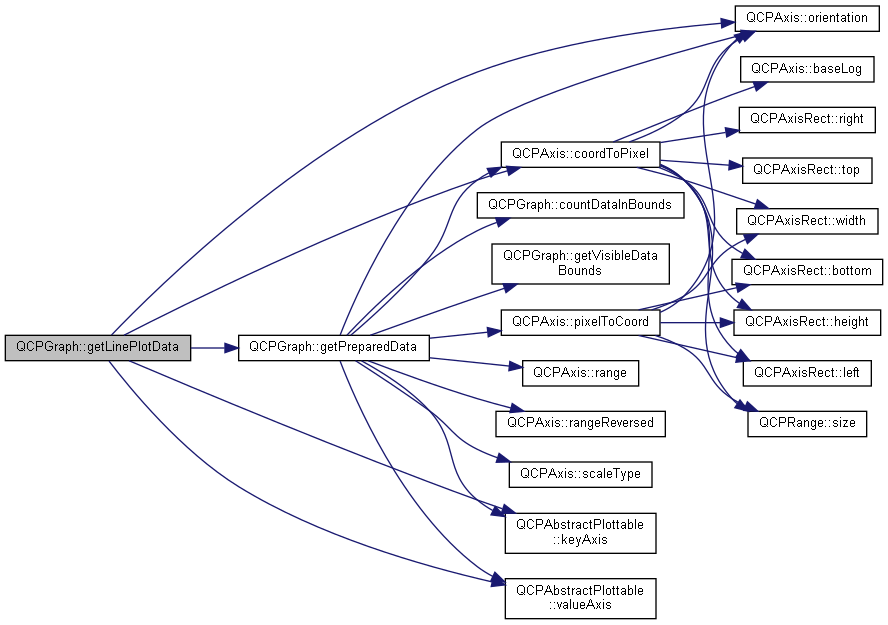 QCPGraph::getLinePlotData
QCPGraph::getPreparedData
QCPAxis::coordToPixel
QCPGraph::countDataInBounds
QCPGraph::getVisibleData
Bounds
QCPAxis::pixelToCoord
QCPAxis::range
QCPAxis::rangeReversed
QCPAxis::scaleType
QCPAbstractPlottable
::keyAxis
QCPAbstractPlottable
::valueAxis
QCPAxis::orientation
QCPAxis::baseLog
QCPAxisRect::right
QCPAxisRect::top
QCPAxisRect::width
QCPAxisRect::bottom
QCPAxisRect::height
QCPAxisRect::left
QCPRange::size